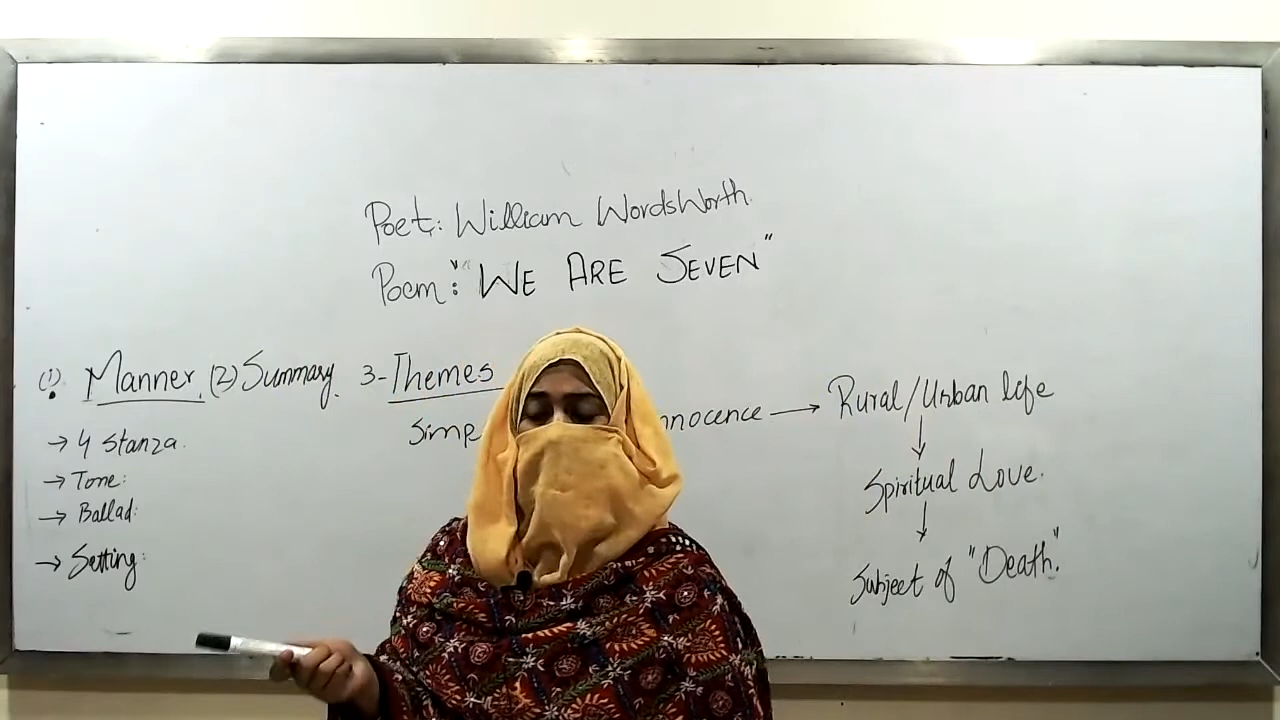 Poet: William WordsWorth.
Poem: "WE ARE SEVEN"
(1) Manner. (2) Summary. 3-Themes
→ 4 Stanza.
→ Tone:
→ Ballad:
→ Setting:
Simp nnocence → Rural/Urban life
↓
Spiritual Love.
↓
Subject of "Death."